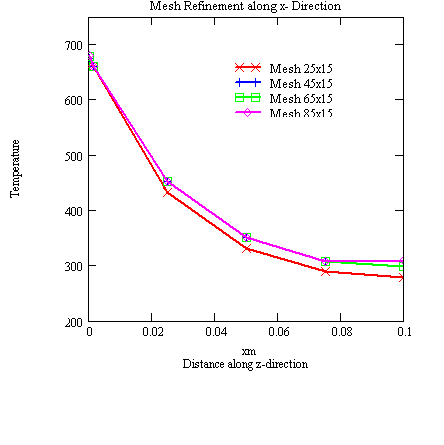 Mesh Refinement along x- Direction
700
600
500
400
300
200
Temperature
Mesh 25x15
Mesh 45x15
Mesh 65x15
Mesh 85x15
0
0.02
0.04
0.06
0.08
0.1
xm
Distance along z-direction